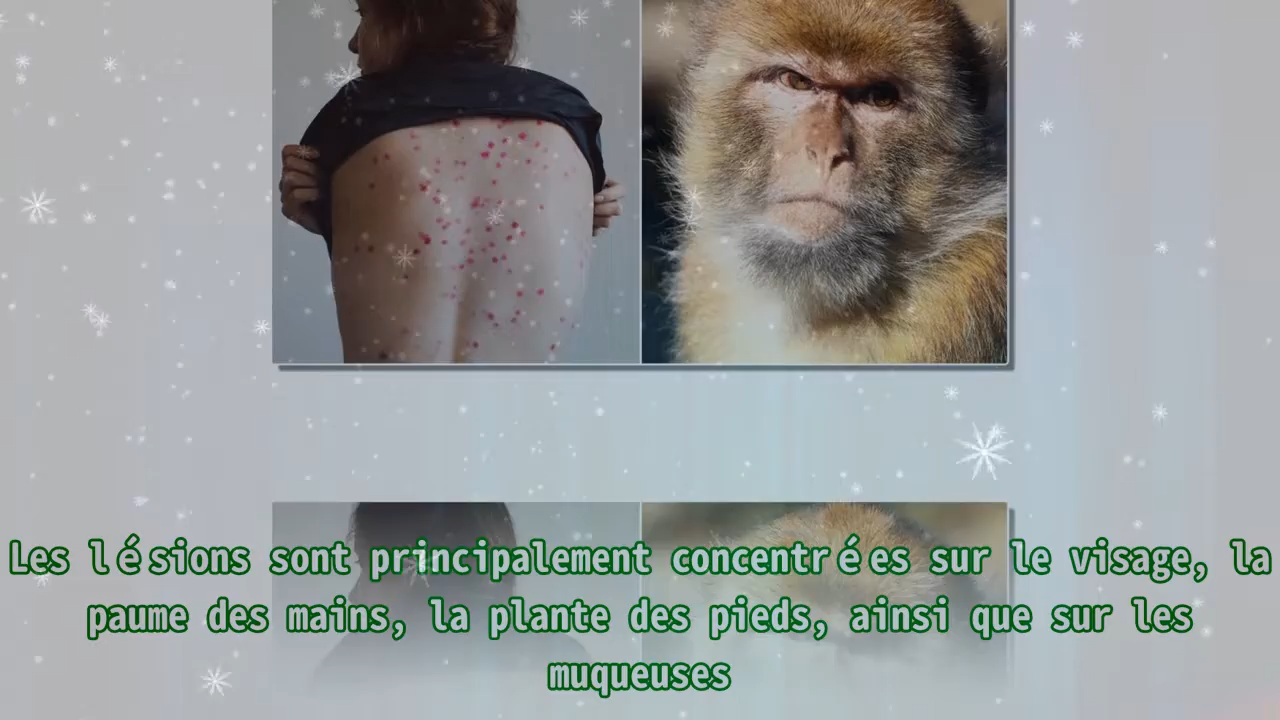 Les lésions sont principalement concentrées sur le visage, la
paume des mains, la plante des pieds, ainsi que sur les
muqueuses